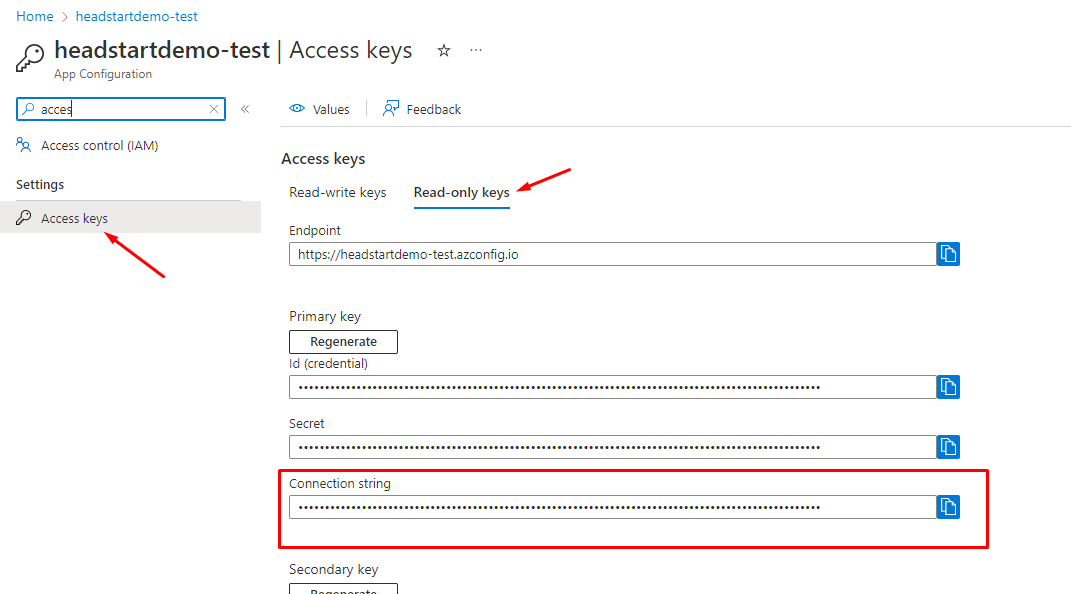 Home > headstartdemo-test
headstartdemo-test | Access keys
App Configuration
acces
Access control (IAM)
Settings
Access keys
Values
Feedback
Access keys
Read-write keys
Read-only keys
Endpoint
https://headstartdemo-test.azconfig.io
Primary key
Regenerate
Id (credential)
Secret
Connection string
Secondary key
Regenerate